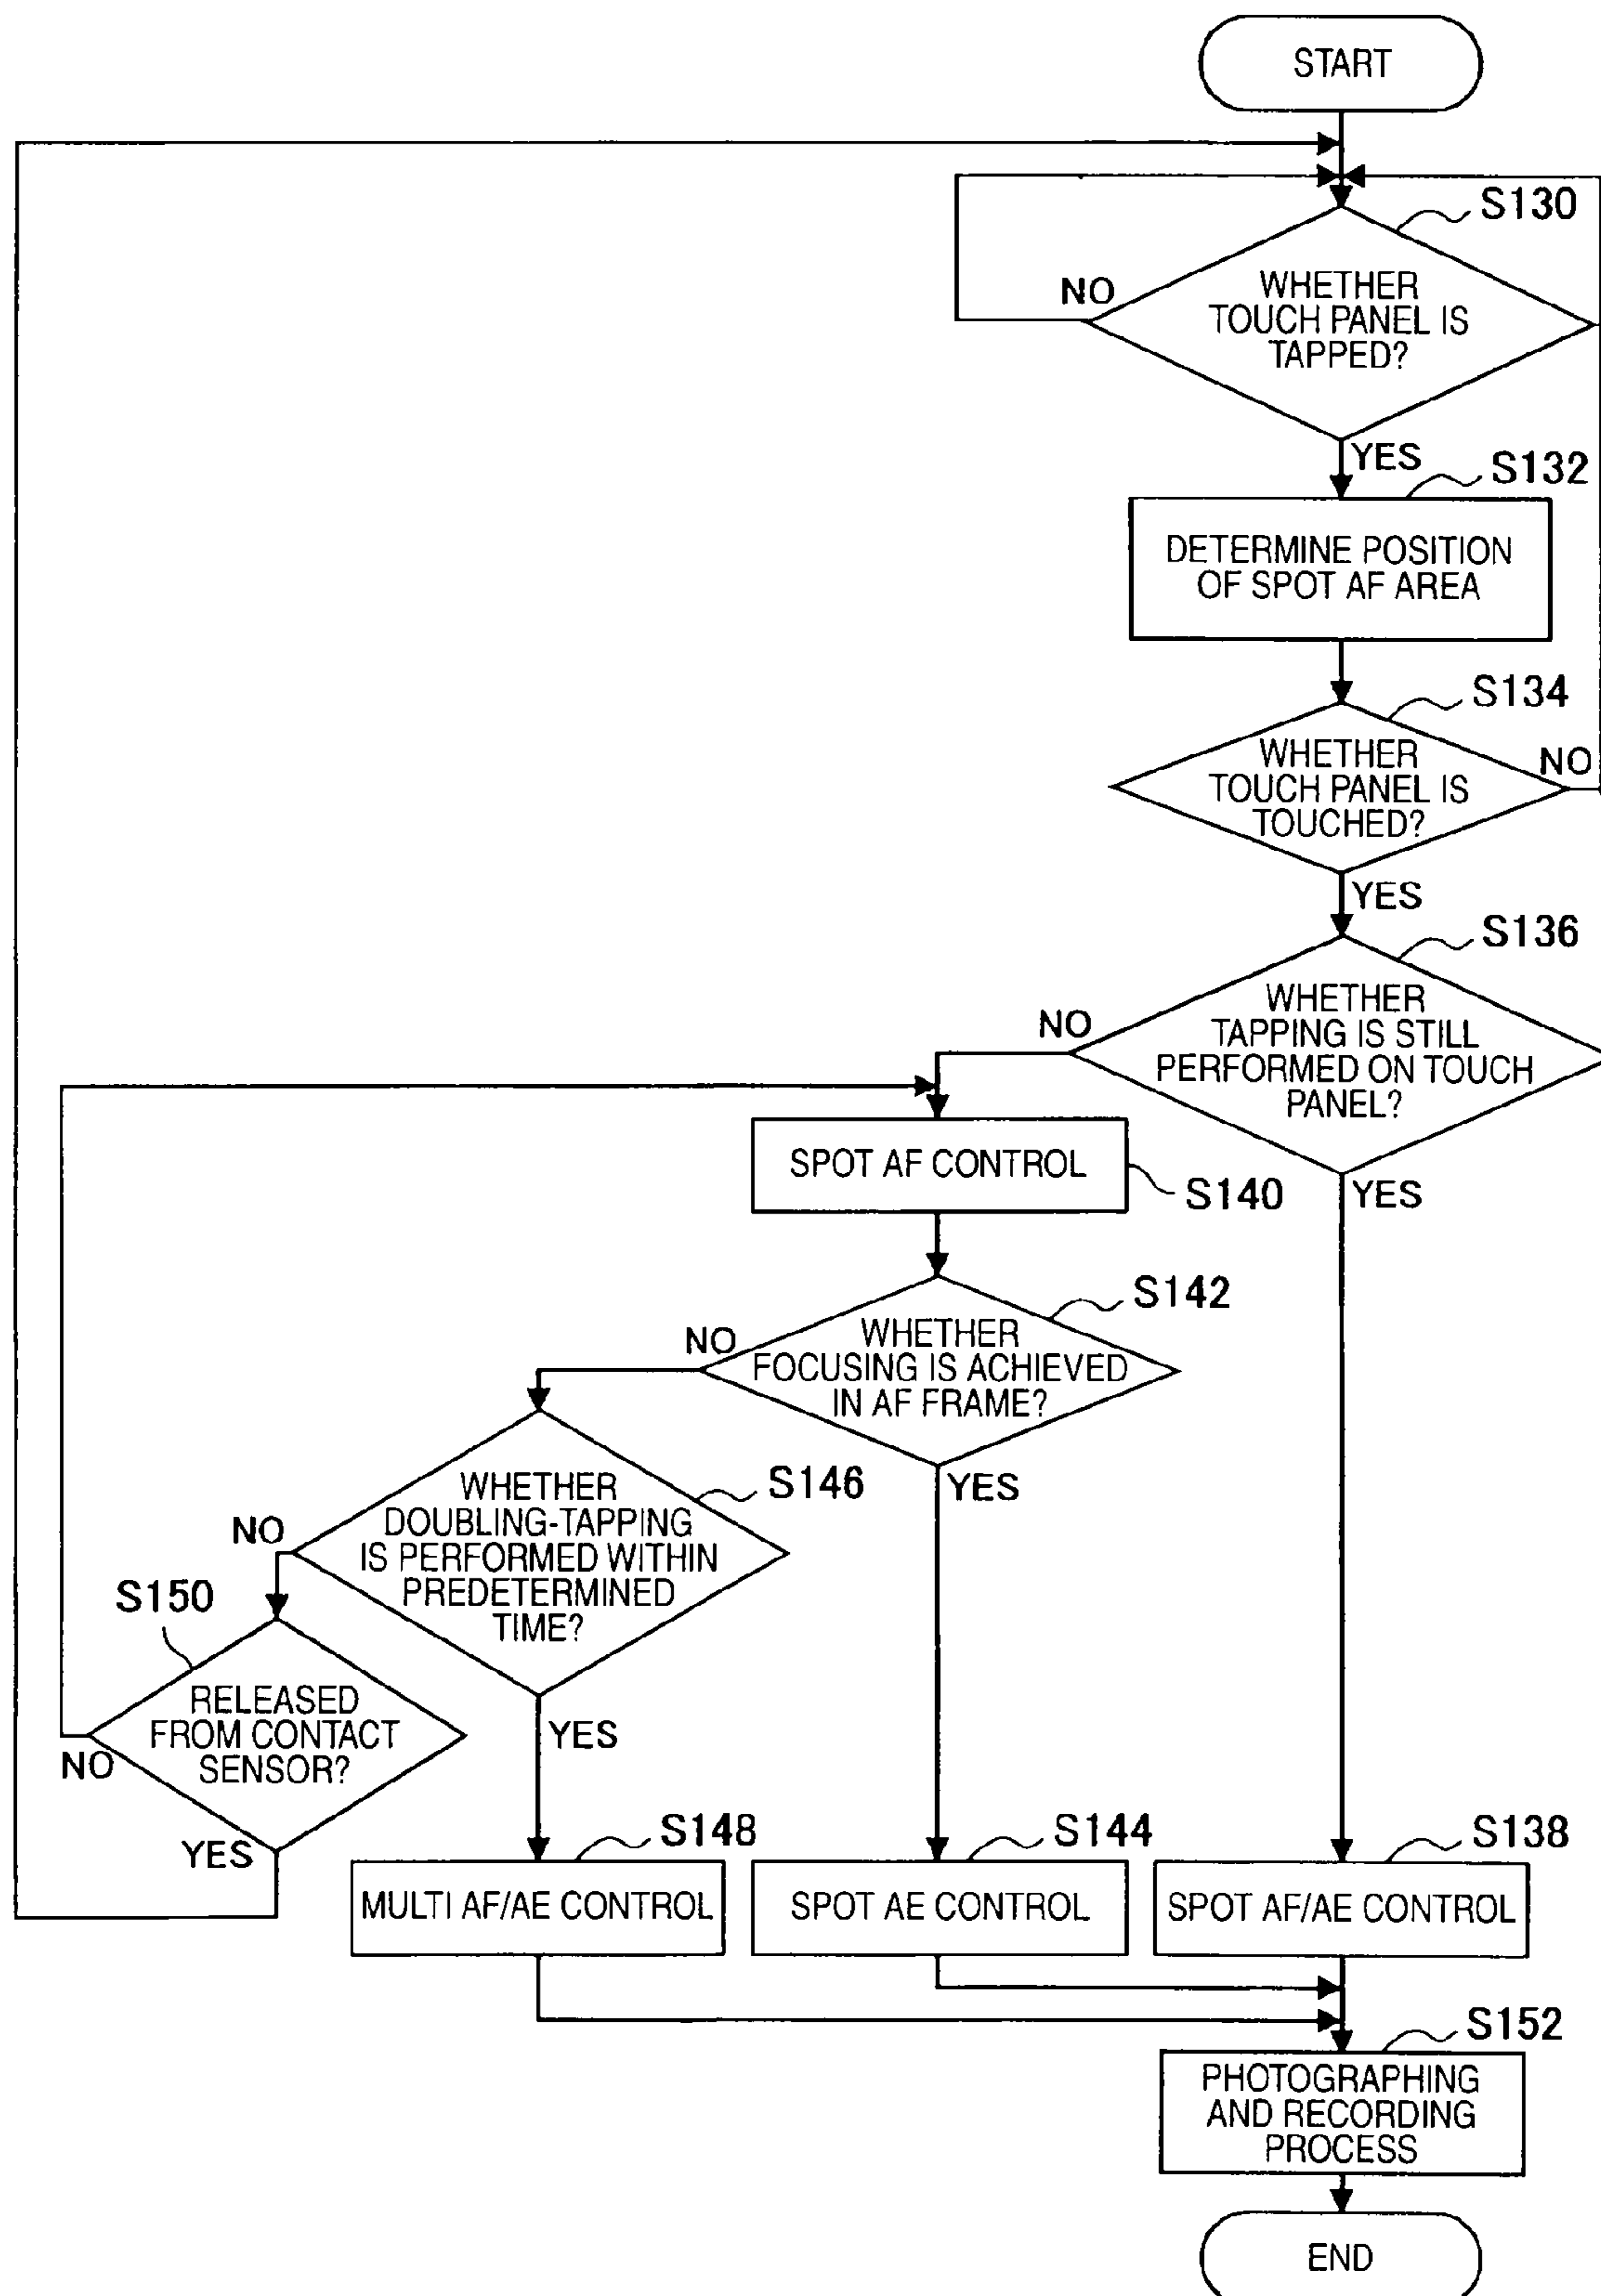 START
S130
NO
WHETHER
TOUCH PANEL IS
TAPPED?
YES
S132
DETERMINE POSITION
OF SPOT AF AREA
S134
WHETHER
TOUCH PANEL IS
TOUCHED?
NO
YES
S136
WHETHER
TAPPING IS STILL
PERFORMED ON TOUCH
PANEL?
NO
YES
SPOT AF CONTROL
S140
S142
WHETHER
FOCUSING IS ACHIEVED
IN AF FRAME?
NO
YES
S146
WHETHER
DOUBLING-TAPPING
IS PERFORMED WITHIN
PREDETERMINED
TIME?
NO
YES
S150
RELEASED
FROM CONTACT
SENSOR?
NO
YES
S148
MULTI AF/AE CONTROL
S144
SPOT AE CONTROL
S138
SPOT AF/AE CONTROL
S152
PHOTOGRAPHING
AND RECORDING
PROCESS
END